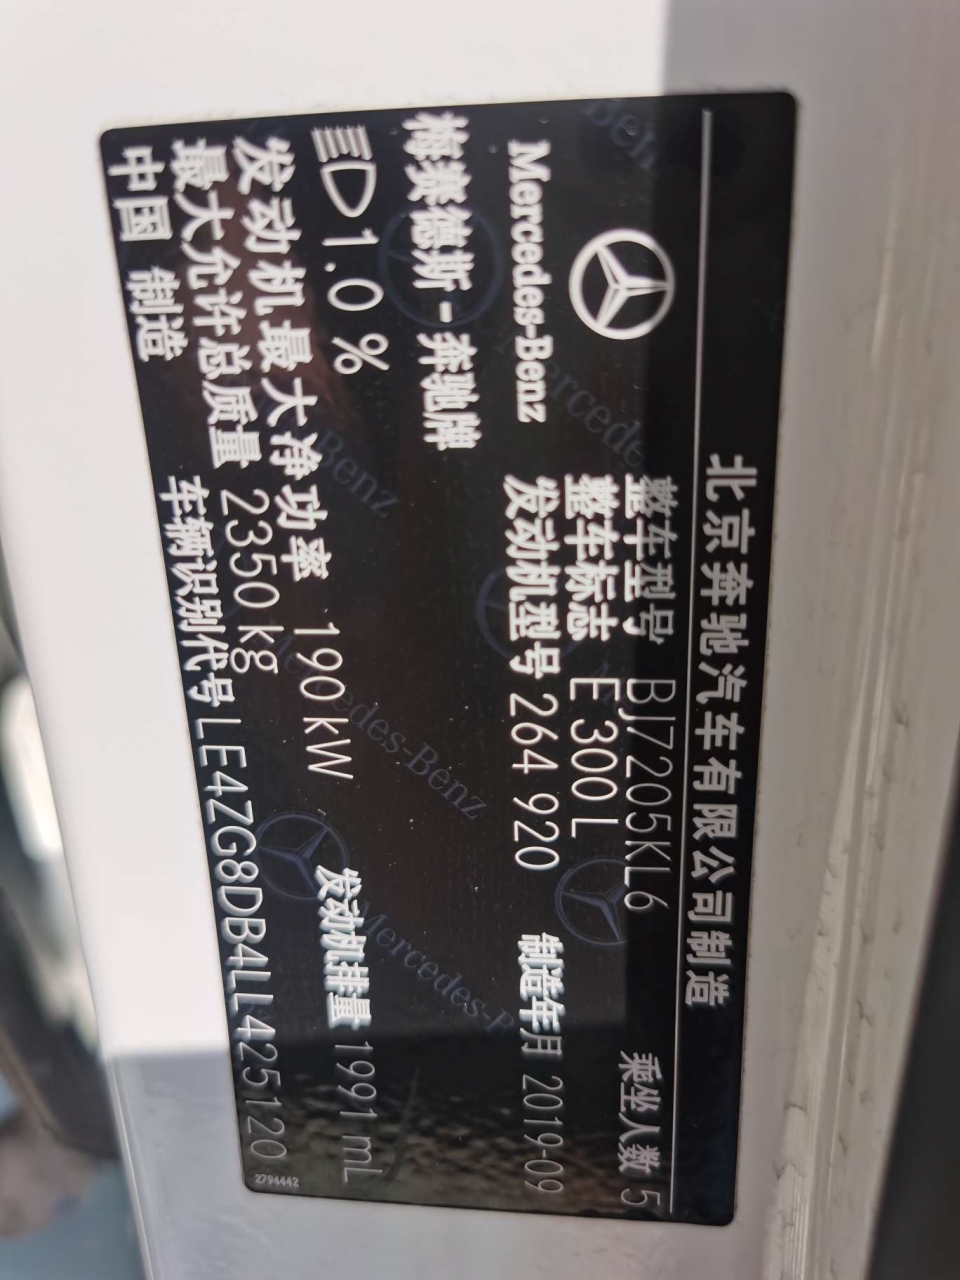 北京奔驰汽车有限公司制造
Mercedes-Benz
整车型号 BJ7205KL6 乘坐人数 5
整车标志 E 300 L
发动机型号 264 920 制造年月 2019-09
梅赛德斯-奔驰牌
1.0 %
发动机最大净功率 190 kW 发动机排量 1991 mL
最大允许总质量 2350 kg
中国 制造 车辆识别代号 LE4ZG8DB4LL425120
2794442
Mercedes-Benz
Mercedes-Benz